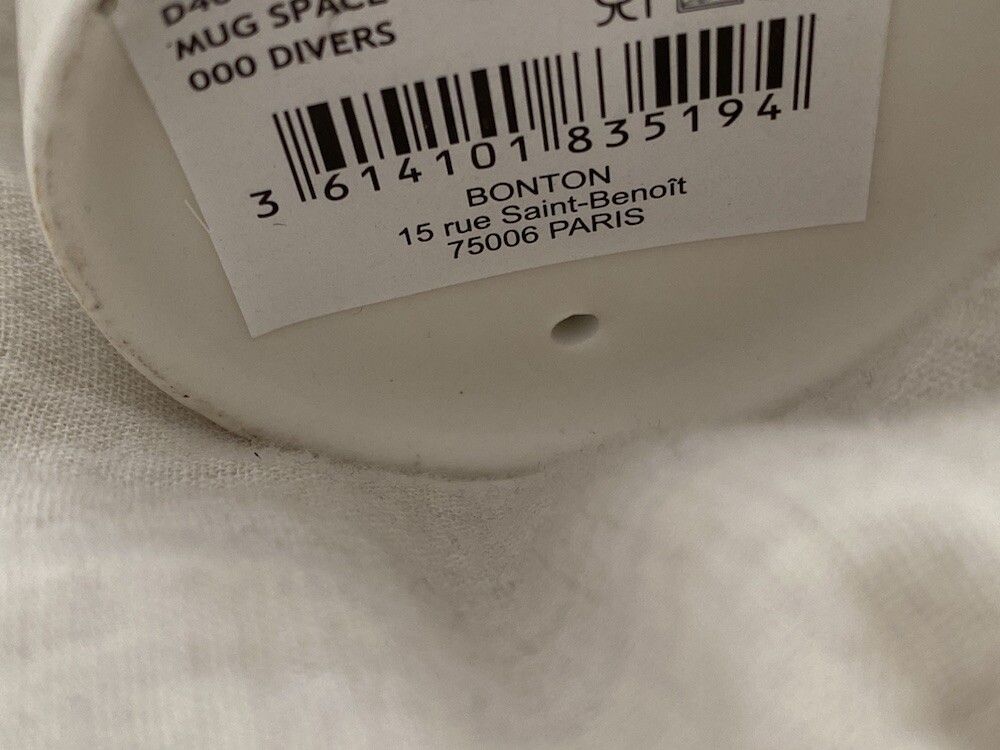 MUG SPACE
000 DIVERS
3 614101 835194
BONTON
15 rue Saint-Benoît
75006 PARIS